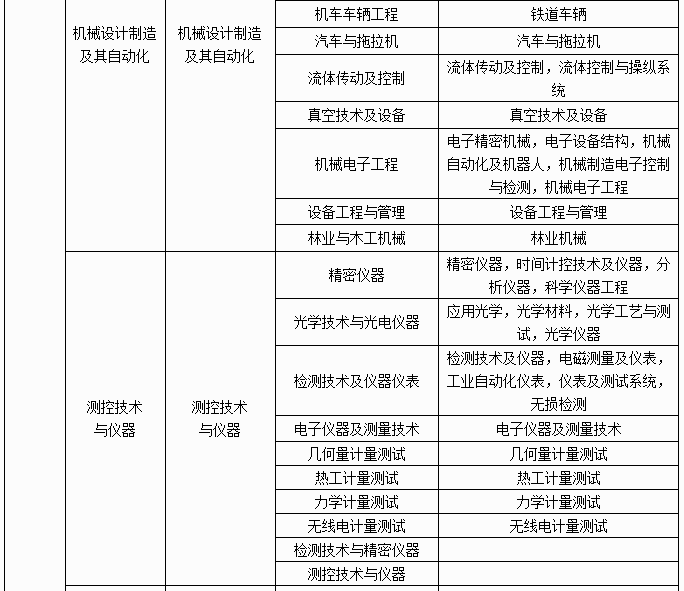 机械设计制造
及其自动化
机械设计制造
及其自动化
机车车辆工程
铁道车辆
汽车与拖拉机
汽车与拖拉机
流体传动及控制
流体传动及控制，流体控制与操纵系
统
真空技术及设备
真空技术及设备
机械电子工程
电子精密机械，电子设备结构，机械
自动化及机器人，机械制造电子控制
与检测，机械电子工程
设备工程与管理
设备工程与管理
林业与木工机械
林业机械
测控技术
与仪器
测控技术
与仪器
精密仪器
精密仪器，时间计控技术及仪器，分
析仪器，科学仪器工程
光学技术与光电仪器
应用光学，光学材料，光学工艺与测
试，光学仪器
检测技术及仪器仪表
检测技术及仪器，电磁测量及仪表，
工业自动化仪表，仪表及测试系统，
无损检测
电子仪器及测量技术
电子仪器及测量技术
几何量计量测试
几何量计量测试
热工计量测试
热工计量测试
力学计量测试
力学计量测试
无线电计量测试
无线电计量测试
检测技术与精密仪器
测控技术与仪器